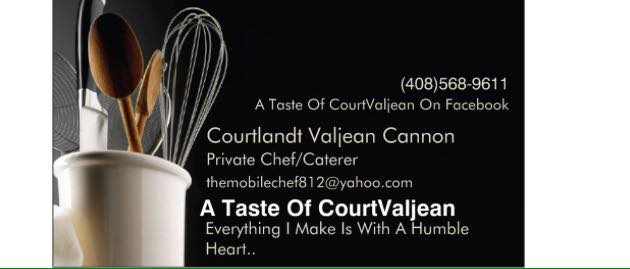 (408)568-9611
A Taste Of CourtValjean On Facebook
Courtlandt Valjean Cannon
Private Chef/Caterer
themobilechef812@yahoo.com
A Taste Of CourtValjean
Everything I Make Is With A Humble
Heart..